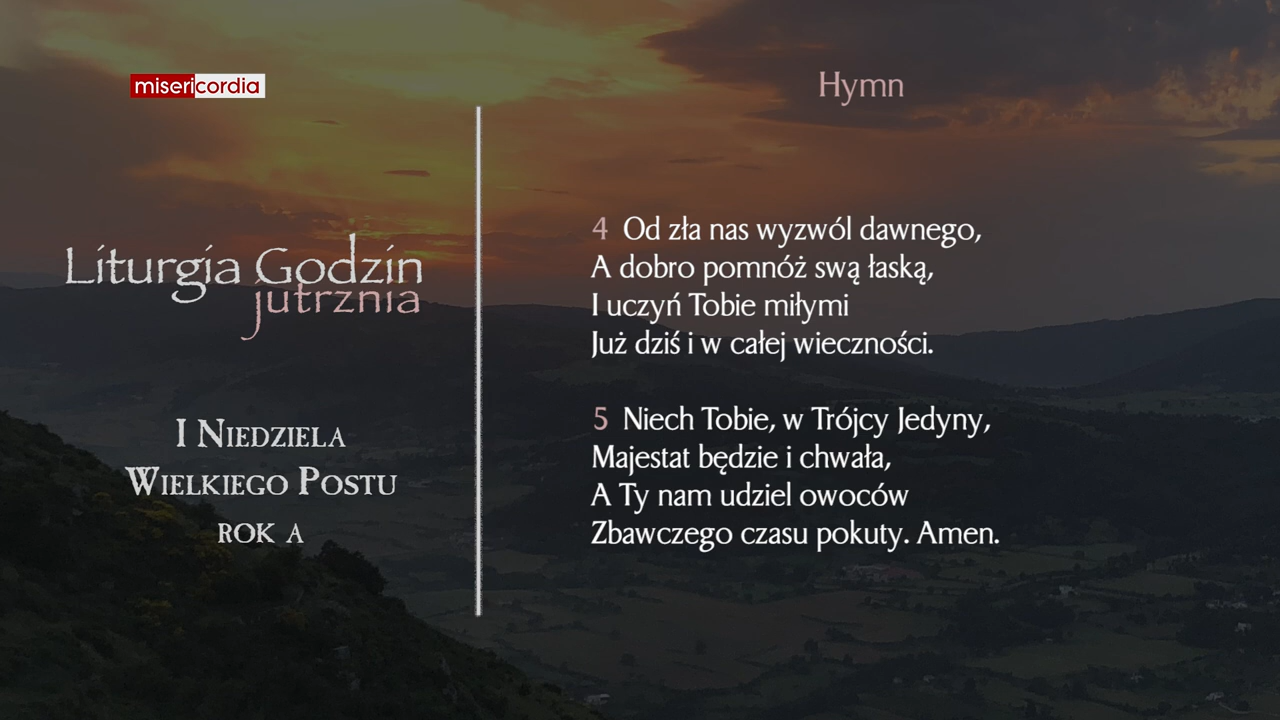 misericordia
Liturgia Godzin
jutrznia
I Niedziela
Wielkiego Postu
rok A
Hymn
4 Od zła nas wyzwól dawnego,
A dobro pomnóż swą łaską,
I uczyń Tobie miłymi
Już dziś i w całej wieczności.
5 Niech Tobie, w Trójcy Jedyny,
Majestat będzie i chwała,
A Ty nam udziel owoców
Zbawczego czasu pokuty. Amen.